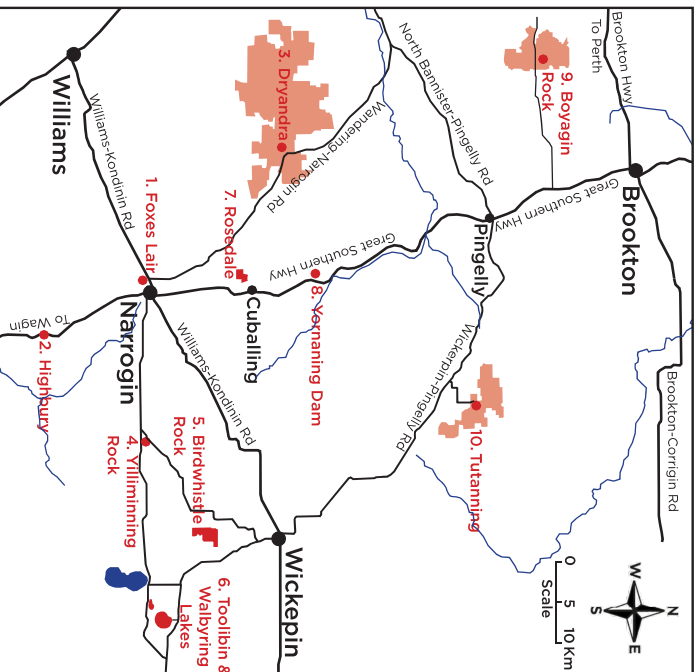 Brookton Hwy
To Perth
9. Boyagin
Rock
Brookton
Great Southern Hwy
Brookton-Corrigin Rd
N
W
E
S
0 5 10 Km
Scale
North Bannister-Pingelly Rd
Pingelly
Wickerpin-Pingelly Rd
10. Tutanning
3. Dryandra
Wandering-Narrogin Rd
Great Southern Hwy
8. Yornaning Dam
7. Rosedale
Cuballing
Williams
Williams-Kondinin Rd
1. Foxes Lair
Narrogin
Williams-Kondinin Rd
Wickepin
5. Birdwhistle
Rock
4. Yilliminning
Rock
6. Toolibin &
Walbyring
Lakes
To Wagin
2. Highbury